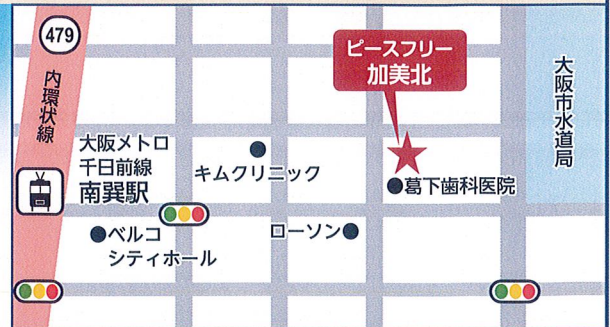 479
内環状線
大阪メトロ
千日前線
南巽駅
キムクリニック
ピースフリー
加美北
大阪市水道局
葛下歯科医院
ベルコ
シティホール
ローソン